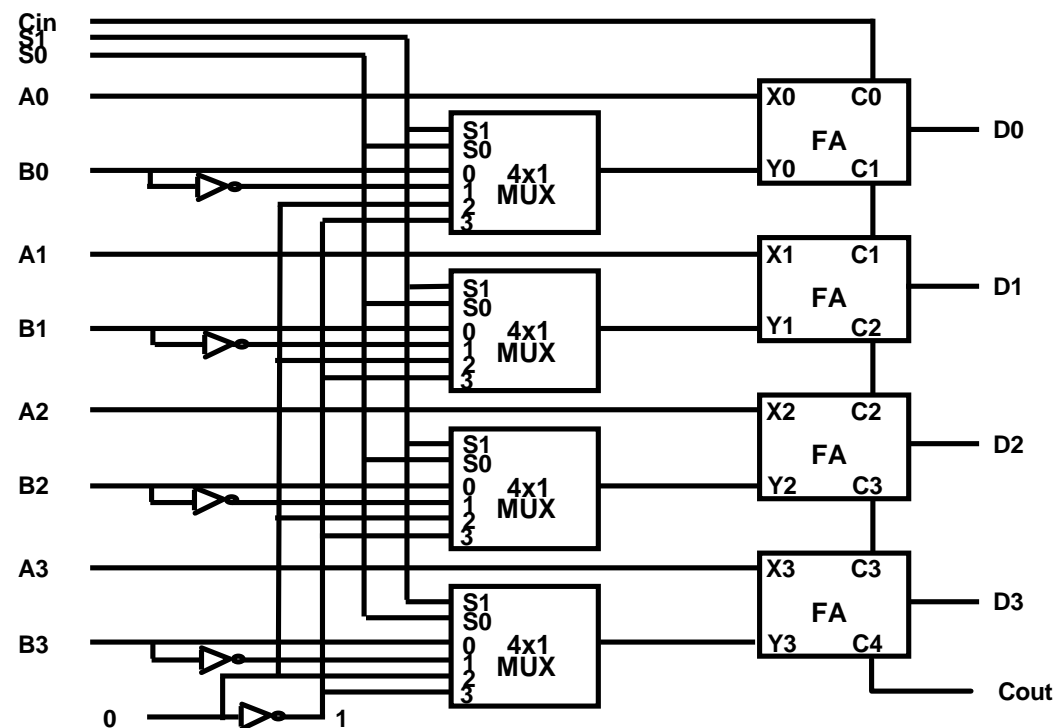 Cin
S1
S0
A0
X0 C0
D0
FA
S1
S0
B0
0
4x1
MUX
Y0 C1
1
2
3
A1
X1 C1
D1
FA
S1
S0
B1
0
4x1
MUX
Y1 C2
1
2
3
A2
X2 C2
D2
FA
S1
S0
B2
0
4x1
MUX
Y2 C3
1
2
3
A3
X3 C3
D3
FA
S1
S0
B3
0
4x1
MUX
Y3 C4
1
2
3
Cout
0 1